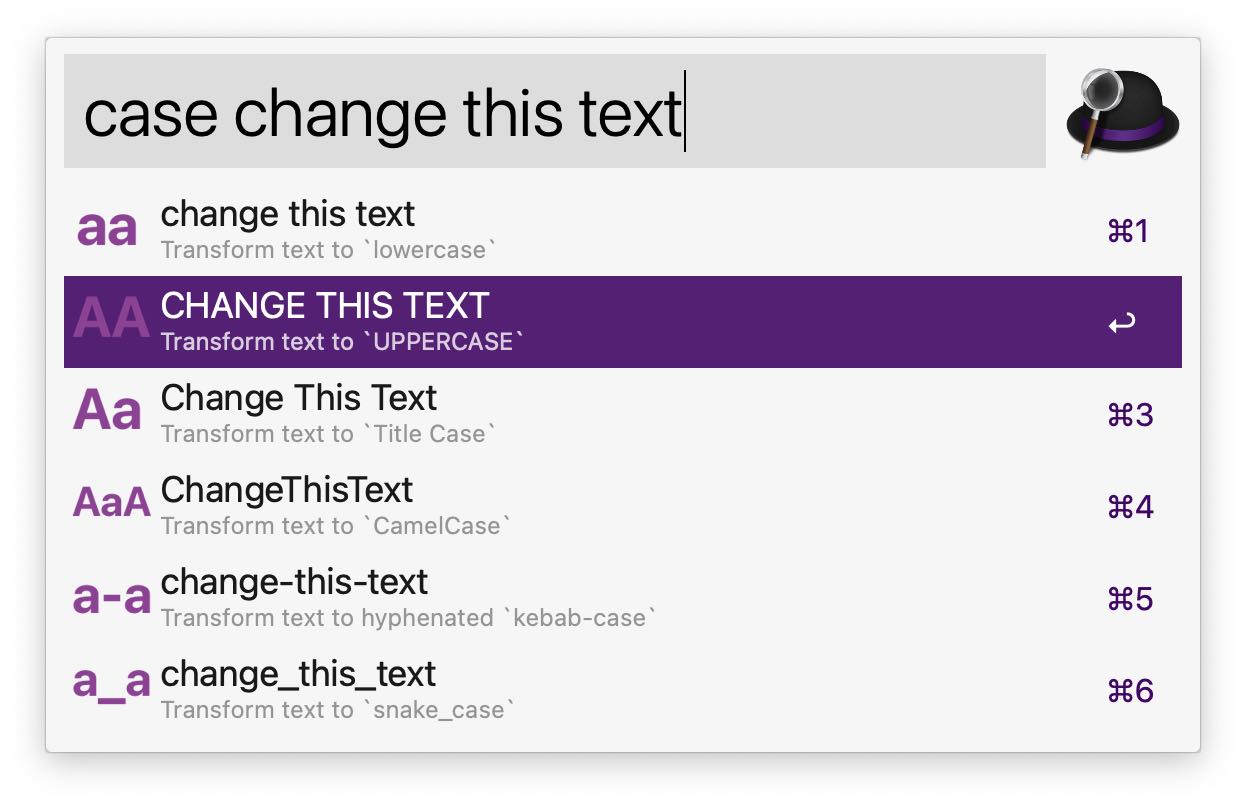 case change this text
aa change this text
Transform text to `lowercase` ⌘1
AA CHANGE THIS TEXT
Transform text to `UPPERCASE` ↩
Aa Change This Text
Transform text to `Title Case` ⌘3
AaA ChangeThisText
Transform text to `CamelCase` ⌘4
a-a change-this-text
Transform text to hyphenated `kebab-case` ⌘5
a_a change_this_text
Transform text to `snake_case` ⌘6